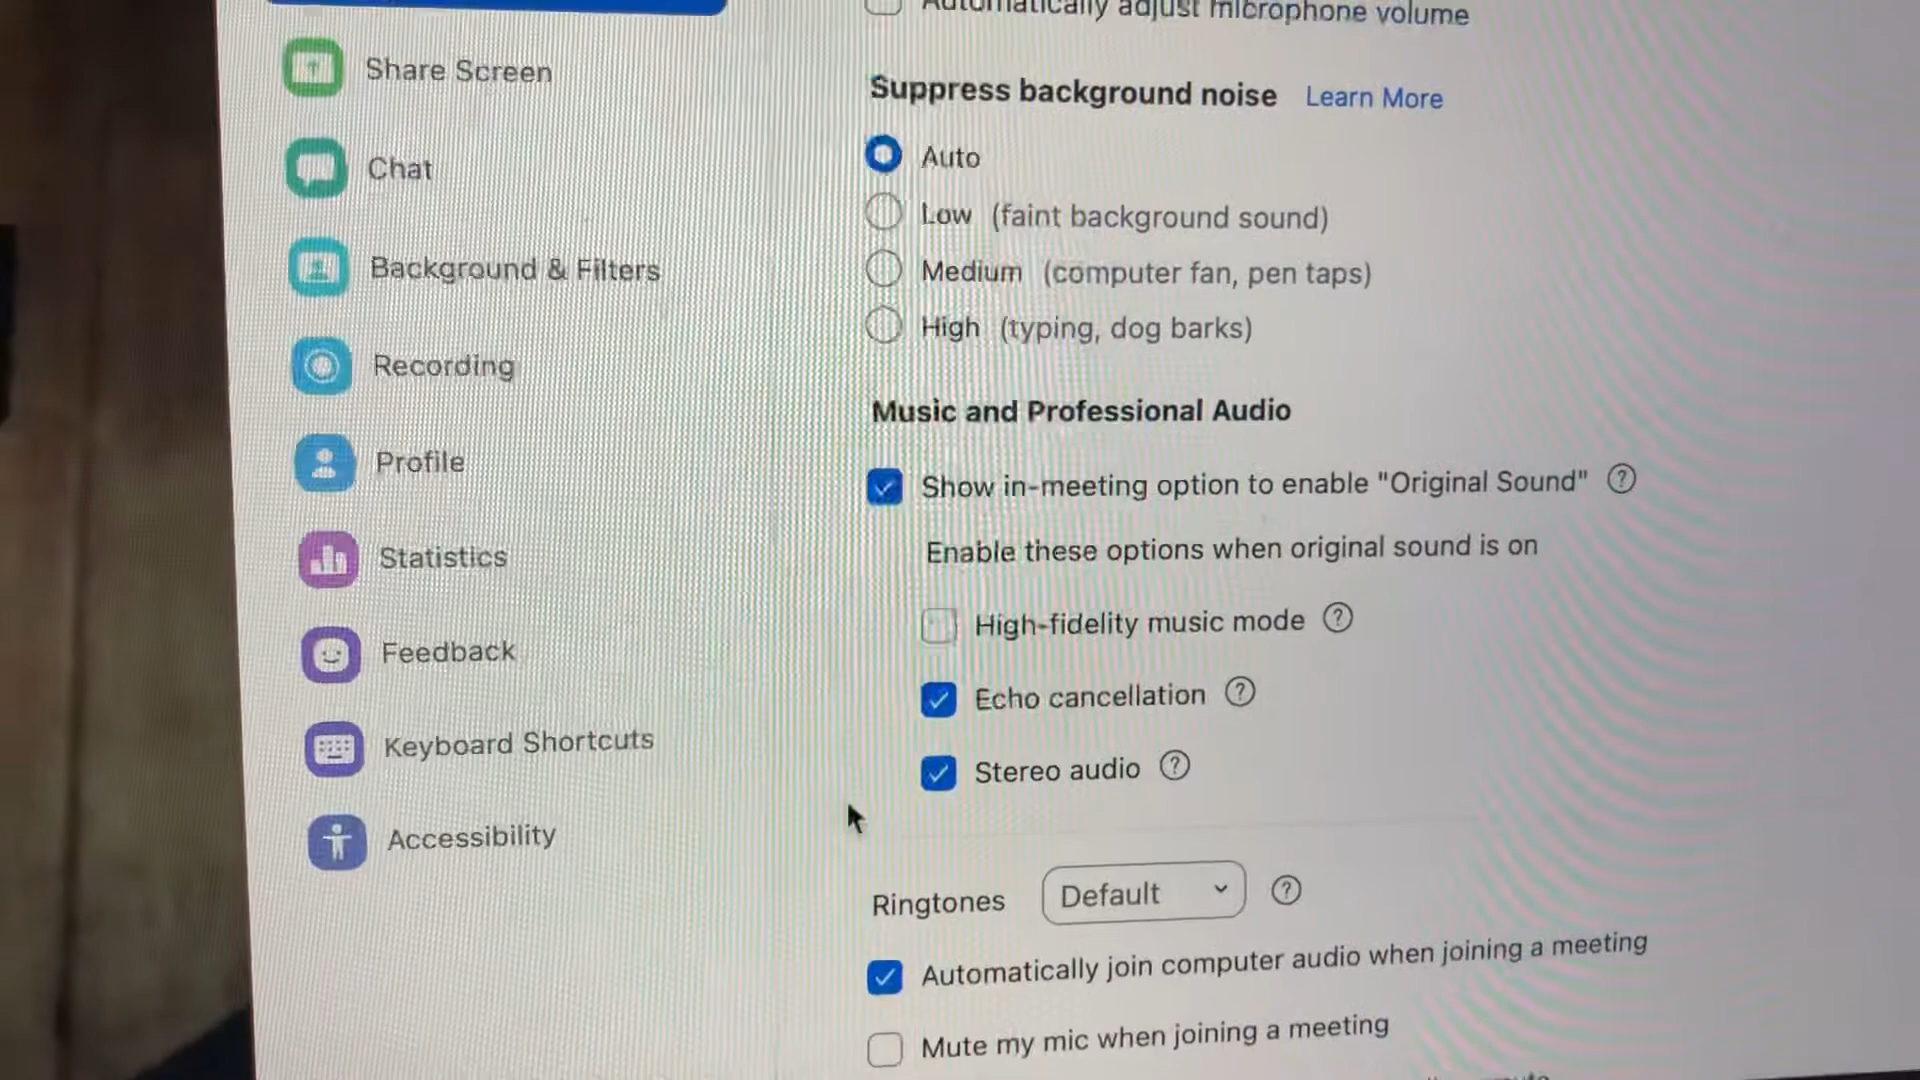 Share Screen
Chat
Background & Filters
Recording
Profile
Statistics
Feedback
Keyboard Shortcuts
Accessibility
Automatically adjust microphone volume
Suppress background noise Learn More
Auto
Low (faint background sound)
Medium (computer fan, pen taps)
High (typing, dog barks)
Music and Professional Audio
Show in-meeting option to enable "Original Sound" ?
Enable these options when original sound is on
High-fidelity music mode ?
Echo cancellation ?
Stereo audio ?
Ringtones Default ?
Automatically join computer audio when joining a meeting
Mute my mic when joining a meeting